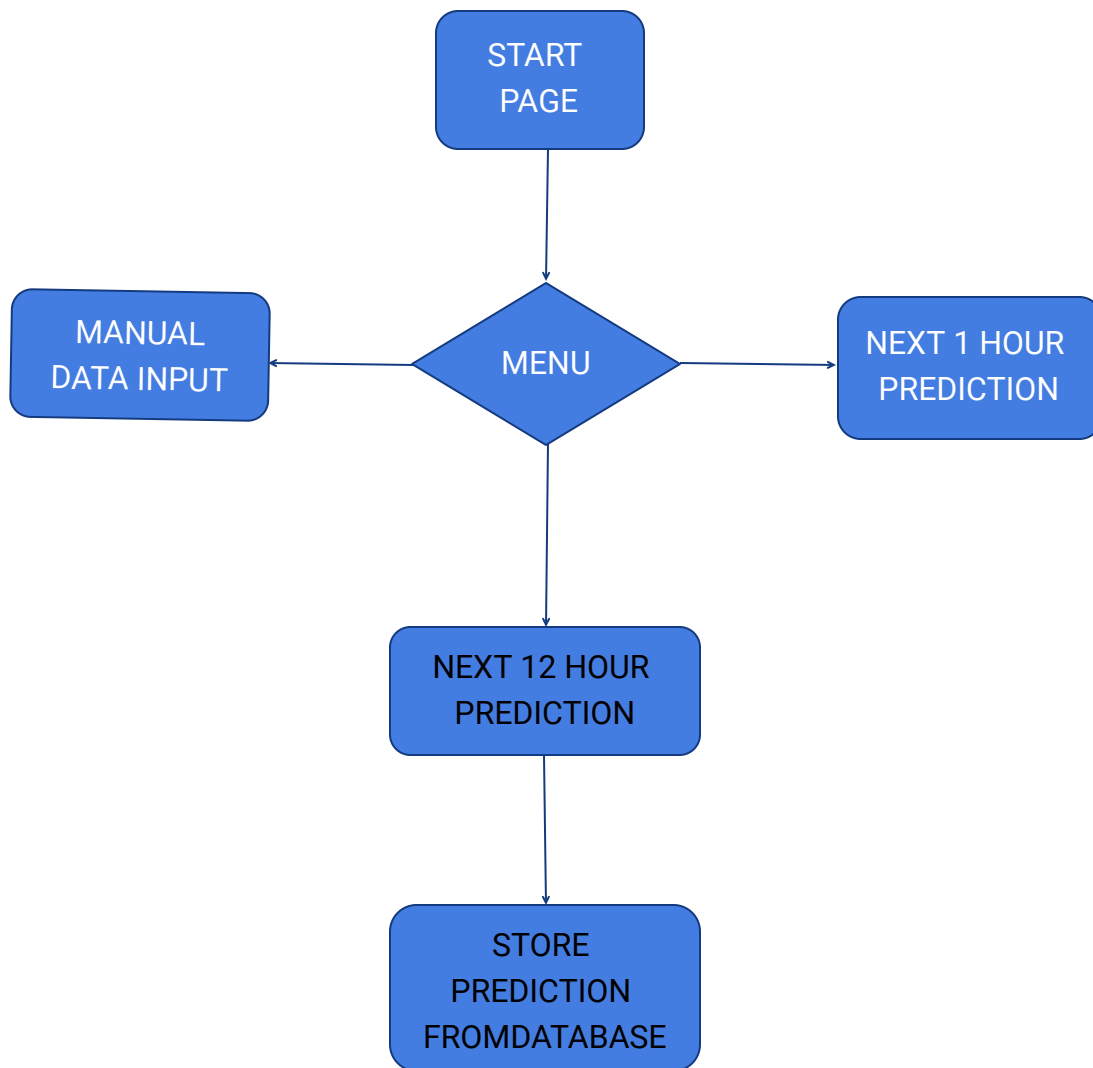 START
PAGE
MANUAL
DATA INPUT
MENU
NEXT 1 HOUR
PREDICTION
NEXT 12 HOUR
PREDICTION
STORE
PREDICTION
FROMDATABASE